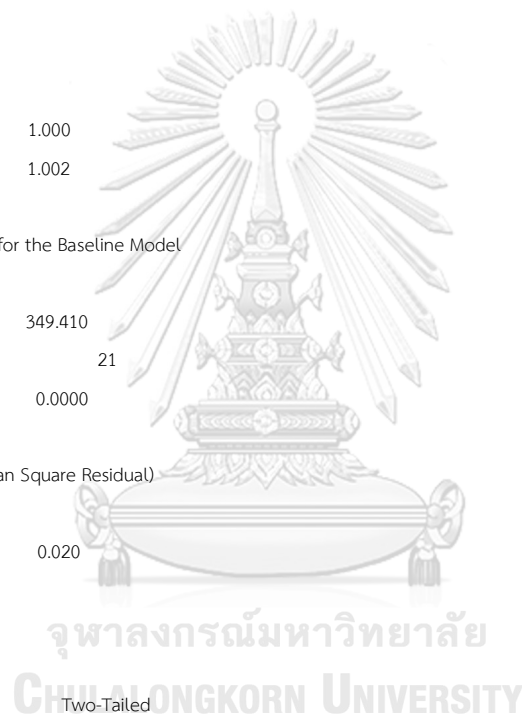 1.000
1.002
for the Baseline Model
349.410
21
0.0000
an Square Residual)
0.020
จุฬาลงกรณ์มหาวิทยาลัย
CHULALONGKORN UNIVERSITY
Two-Tailed